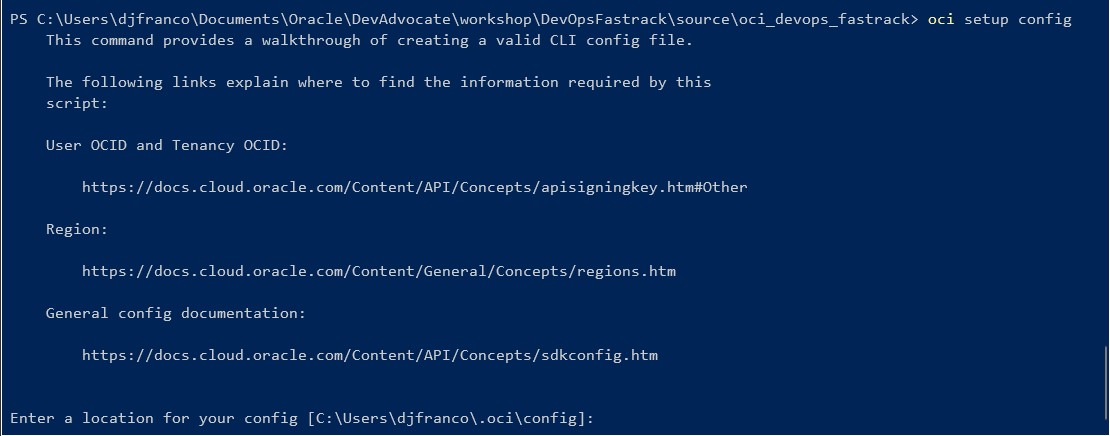 PS C:\Users\djfranco\Documents\Oracle\DevAdvocate\workshop\DevOpsFastrack\source\oci_devops_fastrack> oci setup config
This command provides a walkthrough of creating a valid CLI config file.
The following links explain where to find the information required by this
script:
User OCID and Tenancy OCID:
https://docs.cloud.oracle.com/Content/API/Concepts/apisigningkey.htm#Other
Region:
https://docs.cloud.oracle.com/Content/General/Concepts/regions.htm
General config documentation:
https://docs.cloud.oracle.com/Content/API/Concepts/sdkconfig.htm
Enter a location for your config [C:\Users\djfranco\.oci\config]: